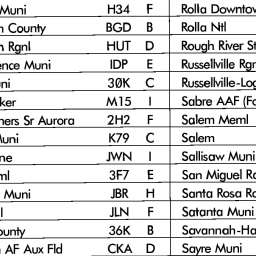 Muni H34 F Rolla Downtow
County BGD B Rolla Ntl
Rgnl HUT D Rough River St
ence Muni IDP E Russellville Rgn
uni 30K C Russellville-Log
ker M15 I Sabre AAF (Fo
ners Sr Aurora 2H2 F Salem Meml
Muni K79 C Salem
ne JWN I Sallisaw Muni
ml 3F7 E San Miguel Ra
Muni JBR H Santa Rosa Ro
l JLN F Satanta Muni
ounty 36K B Savannah-Ha
AF Aux Fld CKA D Sayre Muni